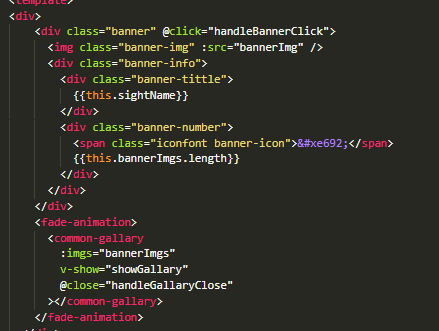 <template>
<div>
<div class="banner" @click="handleBannerClick">
<img class="banner-img" :src="bannerImg" />
<div class="banner-info">
<div class="banner-tittle">
{{this.sightName}}
</div>
<div class="banner-number">
<span class="iconfont banner-icon">&#xe692;</span>
{{this.bannerImgs.length}}
</div>
</div>
</div>
<fade-animation>
<common-gallary
:imgs="bannerImgs"
v-show="showGallary"
@close="handleGallaryClose"
></common-gallary>
</fade-animation>
</div>